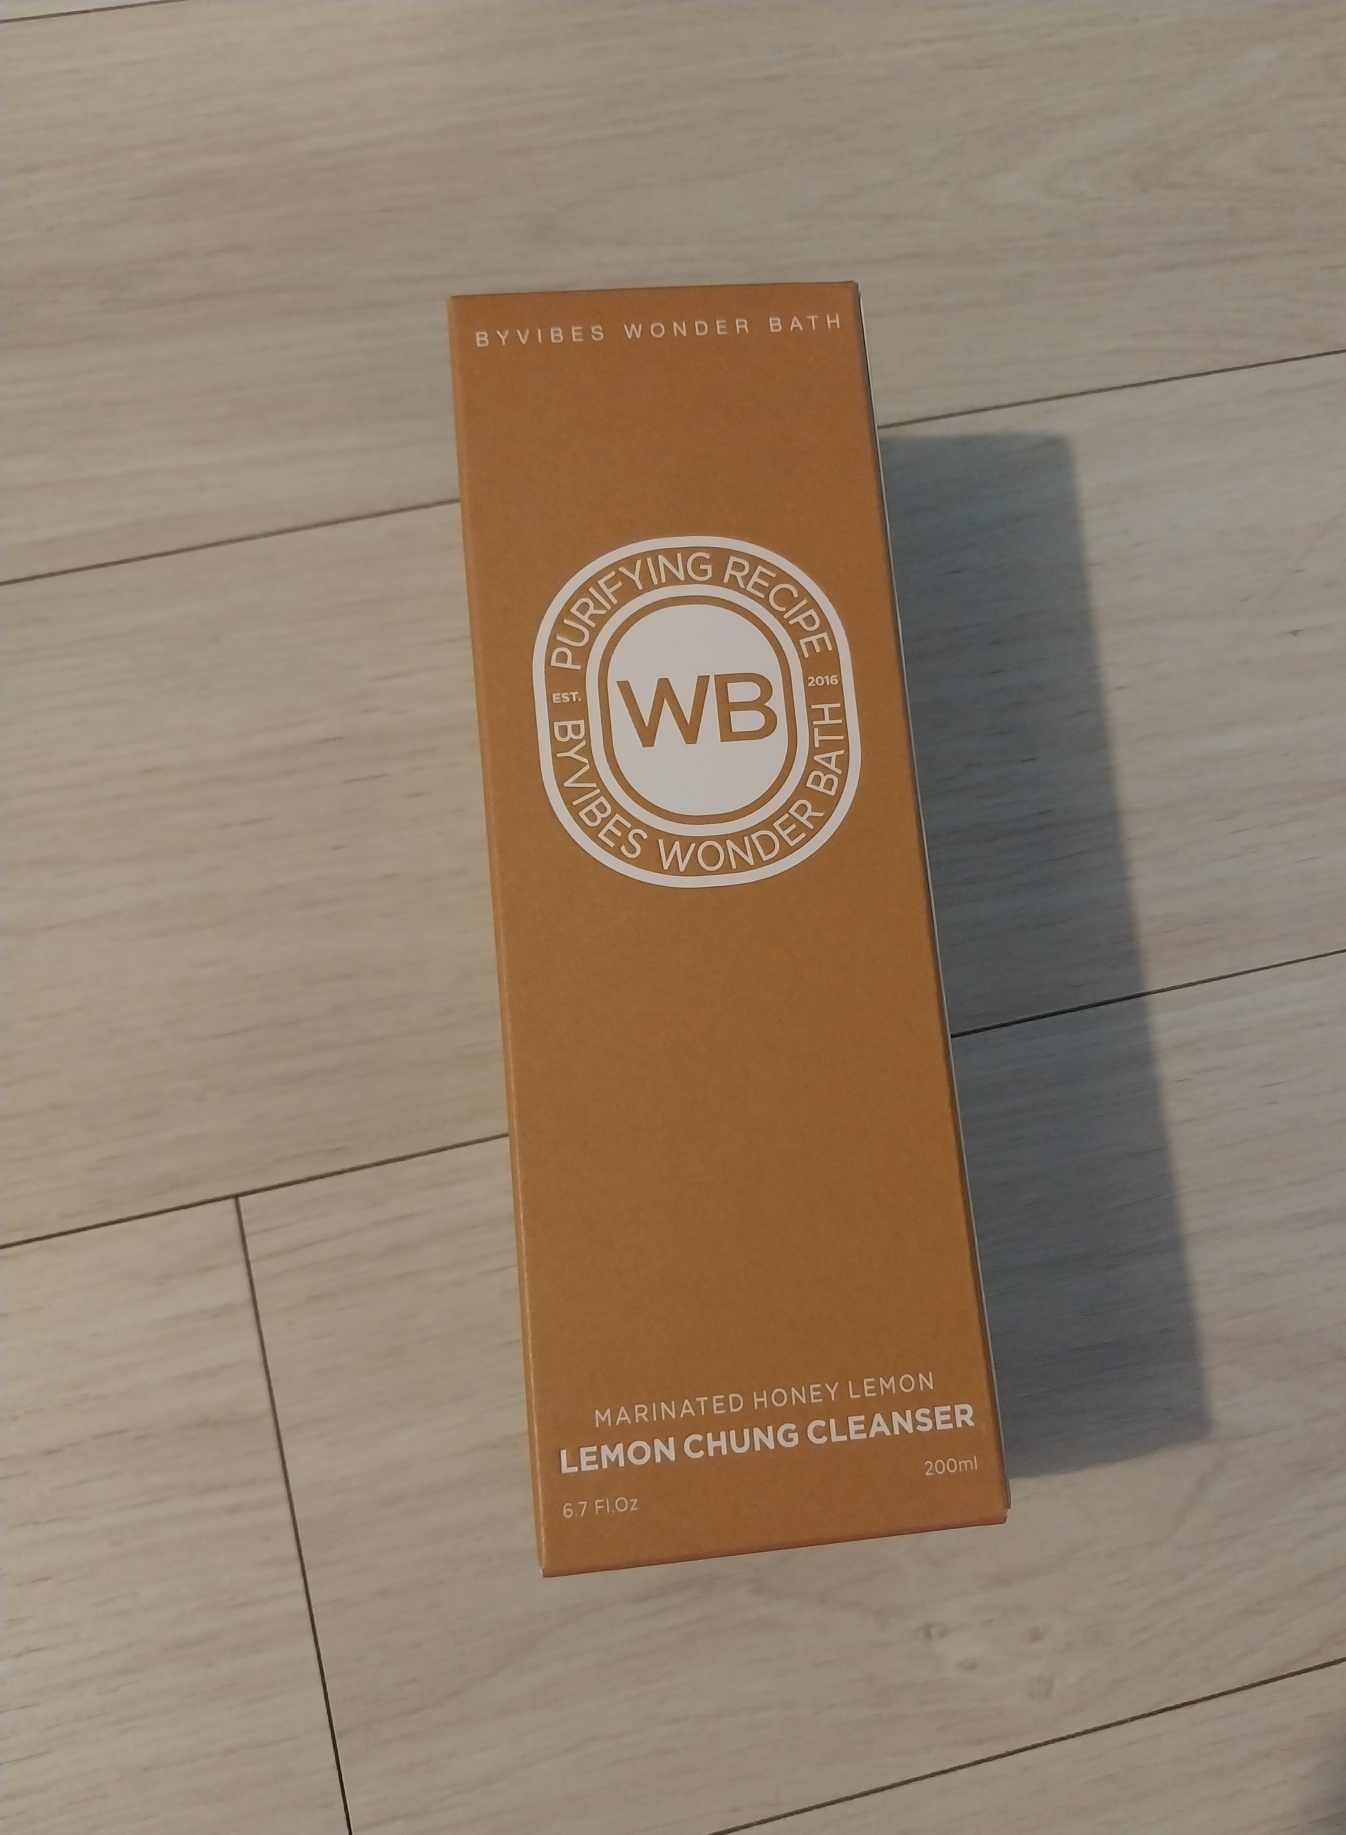 BYVIBES WONDER BATH
PURIFYING RECIPE
EST.
2016
WB
BYVIBES WONDER BATH
MARINATED HONEY LEMON
LEMON CHUNG CLEANSER
200ml
6.7 Fl.Oz